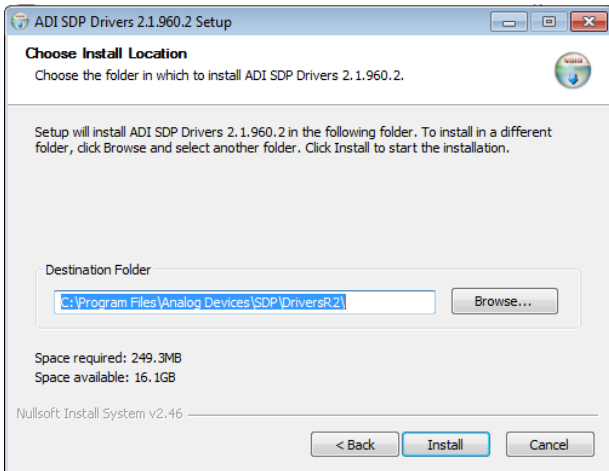 ADI SDP Drivers 2.1.960.2 Setup
Choose Install Location
Choose the folder in which to install ADI SDP Drivers 2.1.960.2.
Setup will install ADI SDP Drivers 2.1.960.2 in the following folder. To install in a different
folder, click Browse and select another folder. Click Install to start the installation.
Destination Folder
C:\Program Files\Analog Devices\SDP\DriversR2\
Browse...
Space required: 249.3MB
Space available: 16.1GB
Nullsoft Install System v2.46
< Back
Install
Cancel